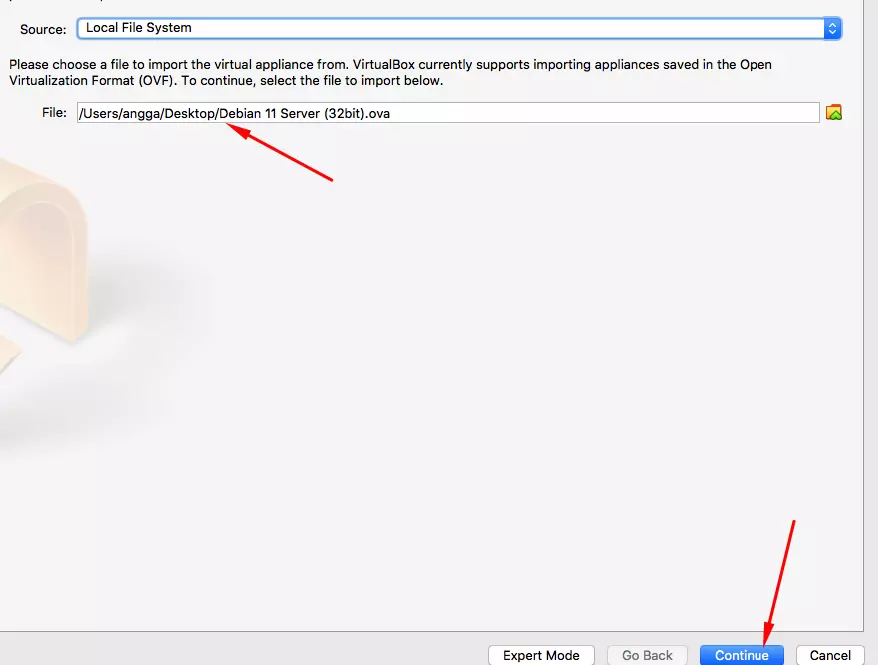 Source: Local File System
Please choose a file to import the virtual appliance from. VirtualBox currently supports importing appliances saved in the Open
Virtualization Format (OVF). To continue, select the file to import below.
File: /Users/angga/Desktop/Debian 11 Server (32bit).ova
Expert Mode Go Back Continue Cancel